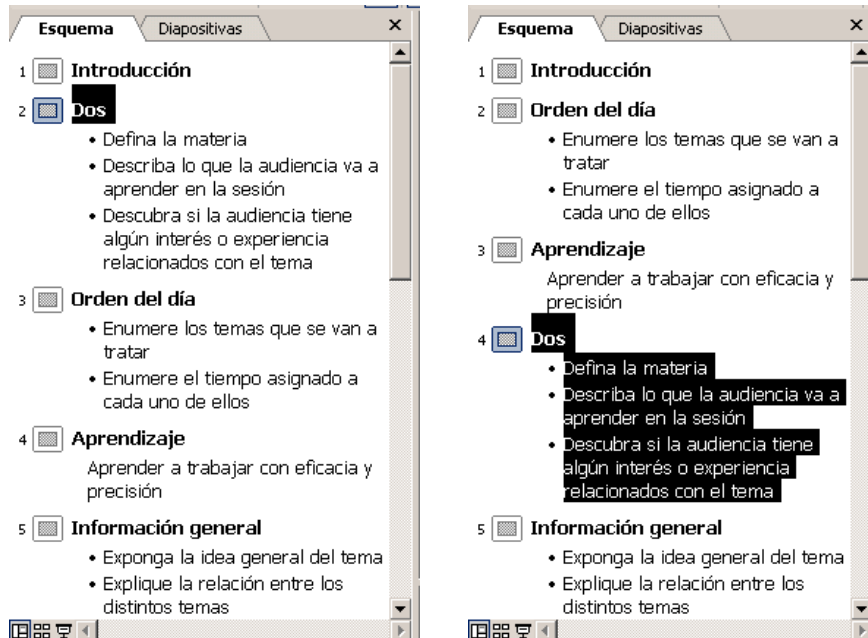 Esquema Diapositivas
1 Introducción
2 Dos
• Defina la materia
• Describa lo que la audiencia va a
aprender en la sesión
• Descubra si la audiencia tiene
algún interés o experiencia
relacionados con el tema
3 Orden del día
• Enumere los temas que se van a
tratar
• Enumere el tiempo asignado a
cada uno de ellos
4 Aprendizaje
Aprender a trabajar con eficacia y
precisión
5 Información general
• Exponga la idea general del tema
• Explique la relación entre los
distintos temas
Esquema Diapositivas
1 Introducción
2 Orden del día
• Enumere los temas que se van a
tratar
• Enumere el tiempo asignado a
cada uno de ellos
3 Aprendizaje
Aprender a trabajar con eficacia y
precisión
4 Dos
• Defina la materia
• Describa lo que la audiencia va a
aprender en la sesión
• Descubra si la audiencia tiene
algún interés o experiencia
relacionados con el tema
5 Información general
• Exponga la idea general del tema
• Explique la relación entre los
distintos temas